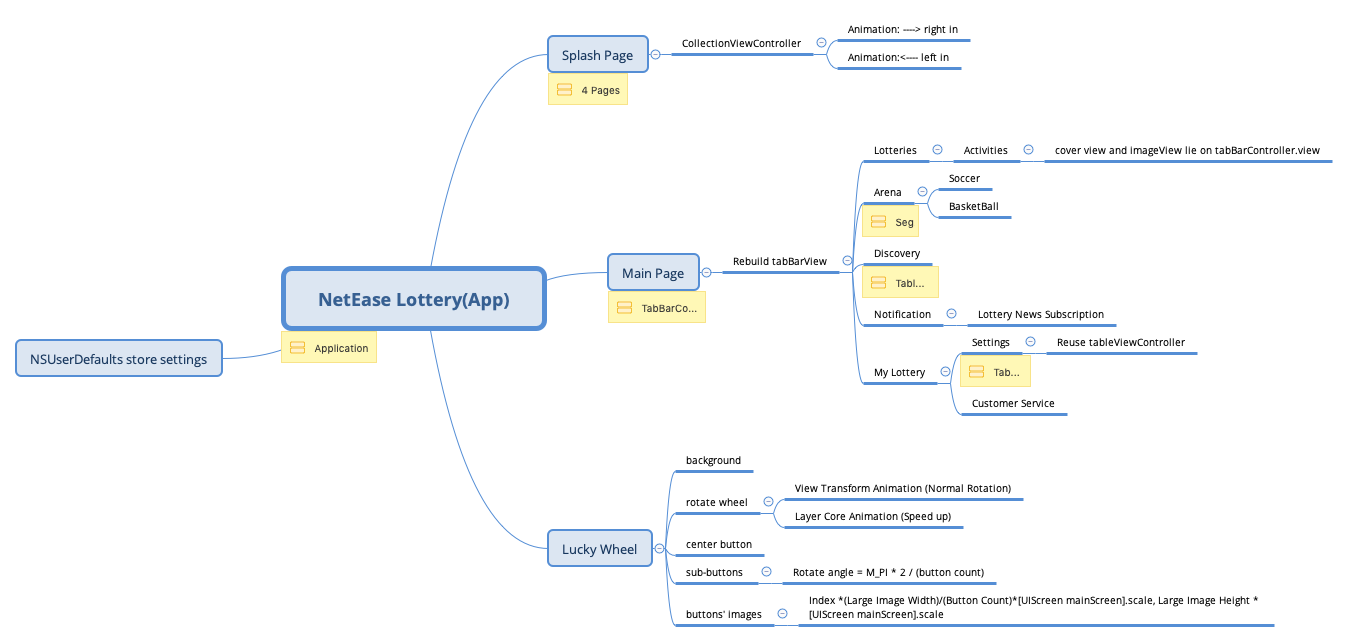 Splash Page
4 Pages
CollectionViewController
Animation: ----> right in
Animation:<---- left in
NetEase Lottery(App)
Application
NSUserDefaults store settings
Main Page
TabBarCo...
Rebuild tabBarView
Lotteries
Activities
cover view and imageView lie on tabBarController.view
Arena
Seg
Soccer
BasketBall
Discovery
Tabl...
Notification
Lottery News Subscription
My Lottery
Settings
Tab...
Reuse tableViewController
Customer Service
Lucky Wheel
background
rotate wheel
View Transform Animation (Normal Rotation)
Layer Core Animation (Speed up)
center button
sub-buttons
Rotate angle = M_PI * 2 / (button count)
buttons' images
Index *(Large Image Width)/(Button Count)*[UIScreen mainScreen].scale, Large Image Height *
[UIScreen mainScreen].scale